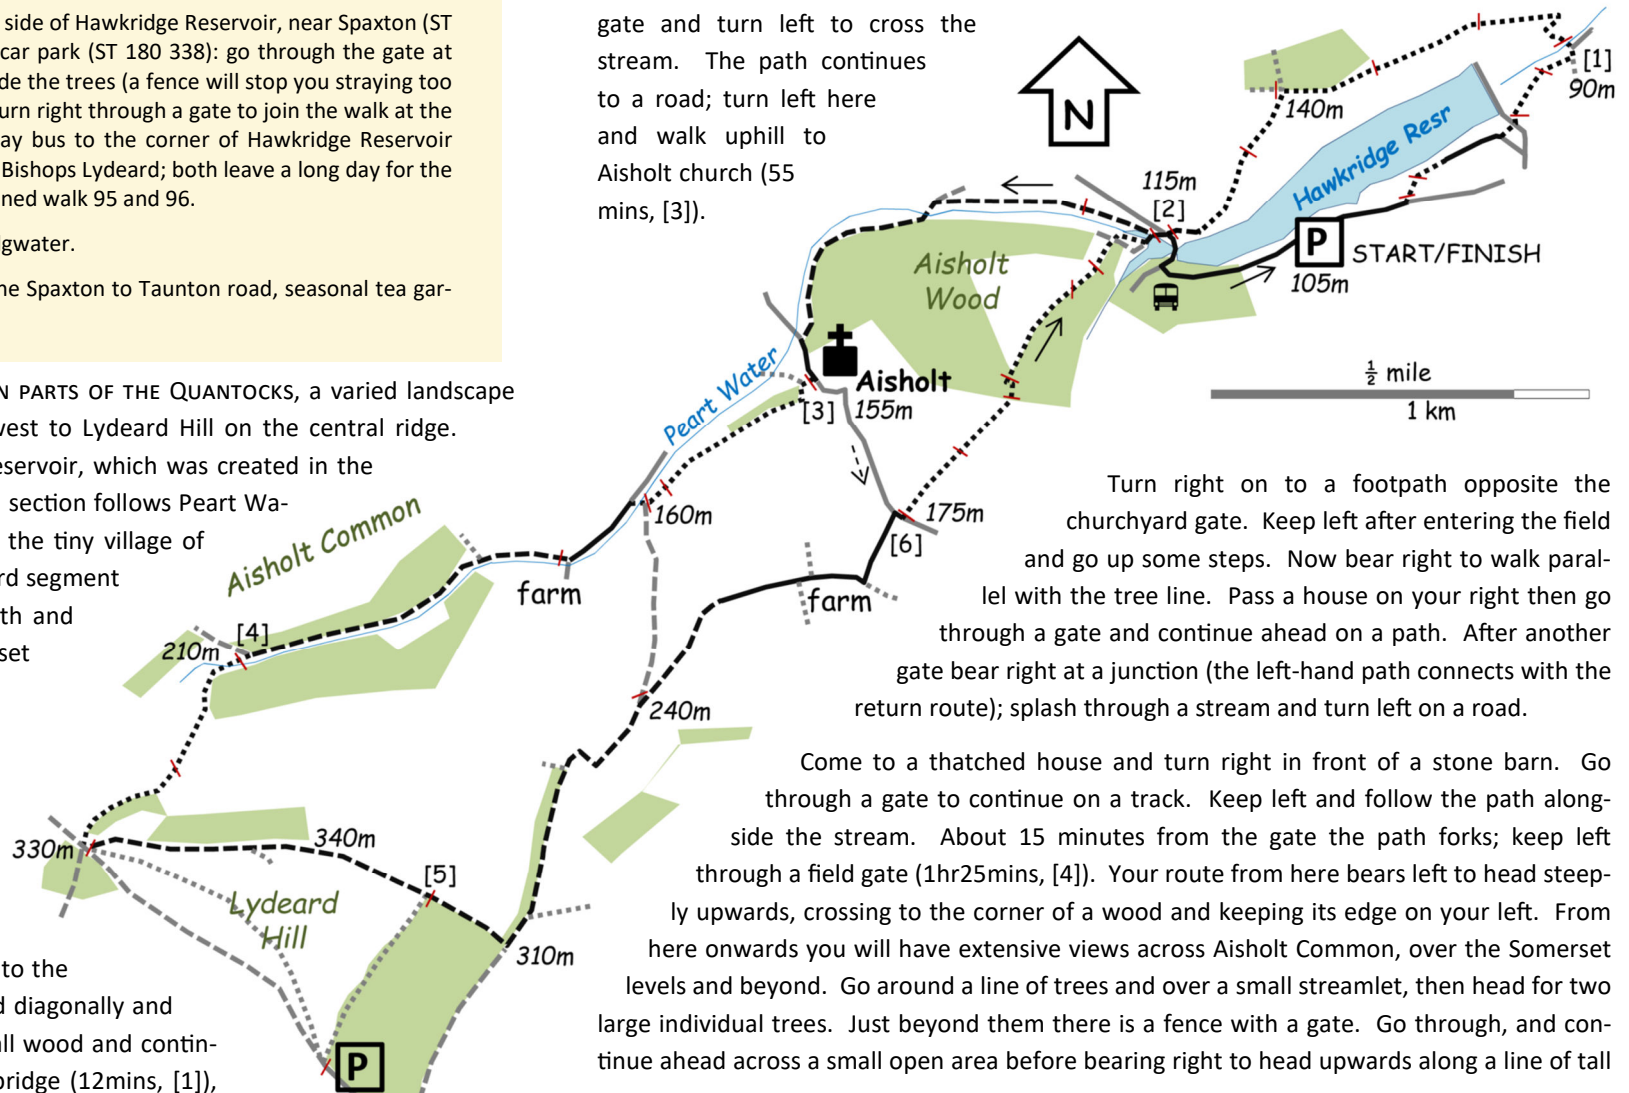 side of Hawkridge Reservoir, near Spaxton (ST
car park (ST 180 338): go through the gate at
de the trees (a fence will stop you straying too
urn right through a gate to join the walk at the
ay bus to the corner of Hawkridge Reservoir
Bishops Lydeard; both leave a long day for the
ned walk 95 and 96.
dgwater.
ne Spaxton to Taunton road, seasonal tea gar-
N PARTS OF THE QUANTOCKS, a varied landscape
west to Lydeard Hill on the central ridge.
eservoir, which was created in the
section follows Peart Wa-
the tiny village of
rd segment
th and
set
to the
d diagonally and
all wood and contin-
bridge (12mins, [1]),
gate and turn left to cross the
stream. The path continues
to a road; turn left here
and walk uphill to
Aisholt church (55
mins, [3]).
N
[1]
90m
140m
Hawkridge Resr
115m
[2]
P
START/FINISH
105m
Aisholt
Wood
½ mile
1 km
Peart Water
Aisholt
[3]
155m
160m
175m
[6]
Aisholt Common
farm
farm
[4]
210m
240m
330m
340m
[5]
Lydeard
Hill
310m
P
Turn right on to a footpath opposite the
churchyard gate. Keep left after entering the field
and go up some steps. Now bear right to walk paral-
lel with the tree line. Pass a house on your right then go
through a gate and continue ahead on a path. After another
gate bear right at a junction (the left-hand path connects with the
return route); splash through a stream and turn left on a road.
Come to a thatched house and turn right in front of a stone barn. Go
through a gate to continue on a track. Keep left and follow the path along-
side the stream. About 15 minutes from the gate the path forks; keep left
through a field gate (1hr25mins, [4]). Your route from here bears left to head steep-
ly upwards, crossing to the corner of a wood and keeping its edge on your left. From
here onwards you will have extensive views across Aisholt Common, over the Somerset
levels and beyond. Go around a line of trees and over a small streamlet, then head for two
large individual trees. Just beyond them there is a fence with a gate. Go through, and con-
tinue ahead across a small open area before bearing right to head upwards along a line of tall